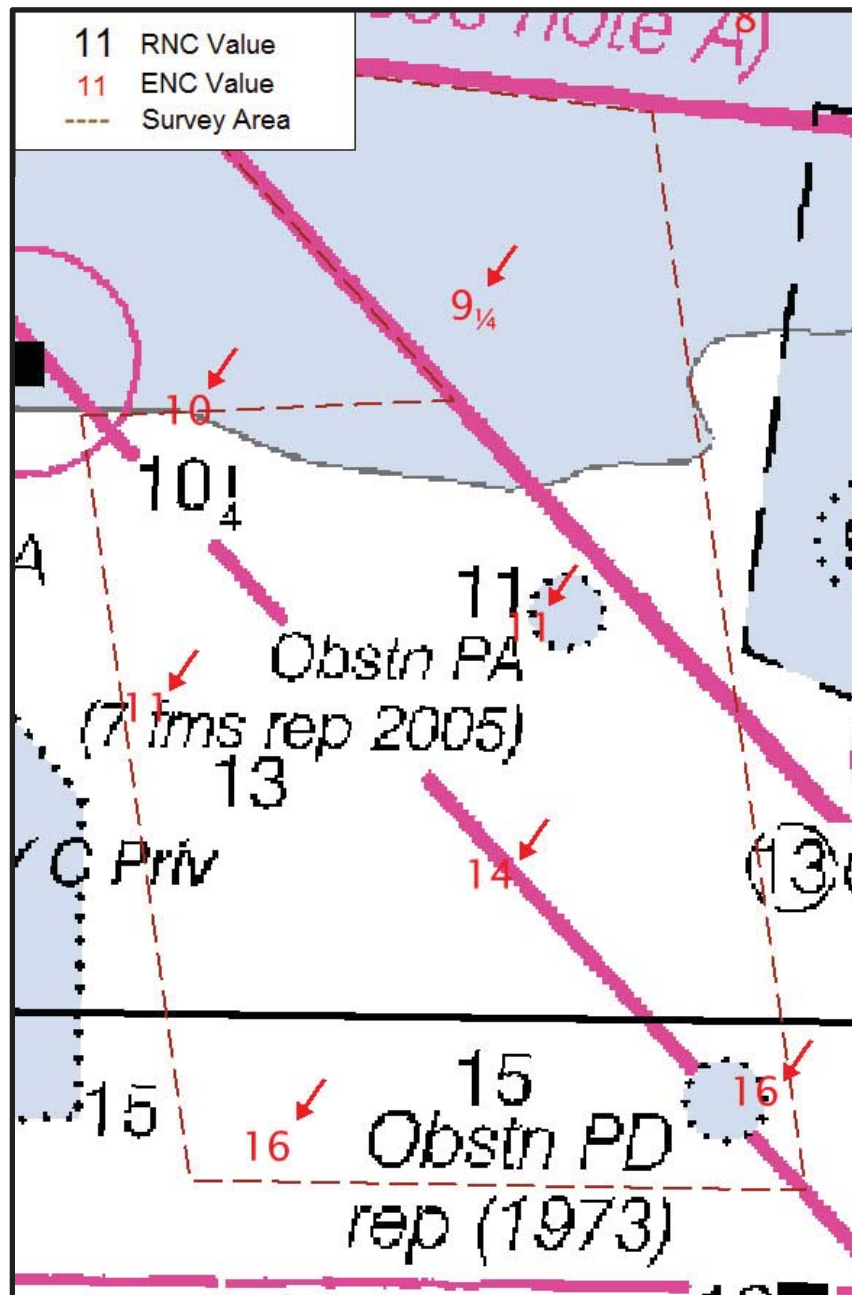 11 RNC Value
11 ENC Value
---- Survey Area
note A)
8
9¼
10
10¼
A
11
11
Obstn PA
11
(7 fms rep 2005)
13
C Priv
14
13
15
15
16
16
Obstn PD
rep (1973)